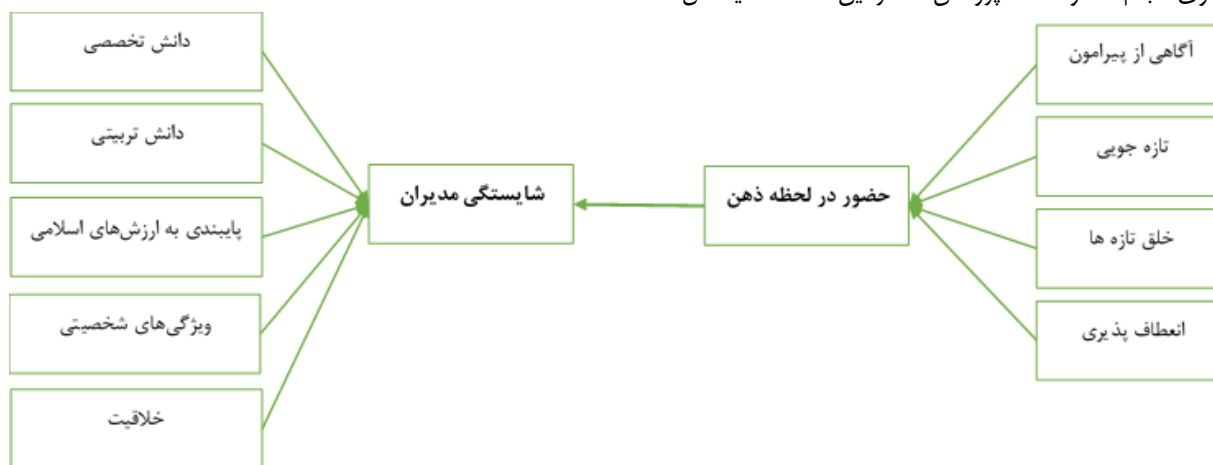 آگاهی از پیرامون
تازه جویی
خلق تازه ها
انعطاف پذیری
حضور در لحظه ذهن
شایستگی مدیران
دانش تخصصی
دانش تربیتی
پایبندی به ارزش‌های اسلامی
ویژگی‌های شخصیتی
خلاقیت